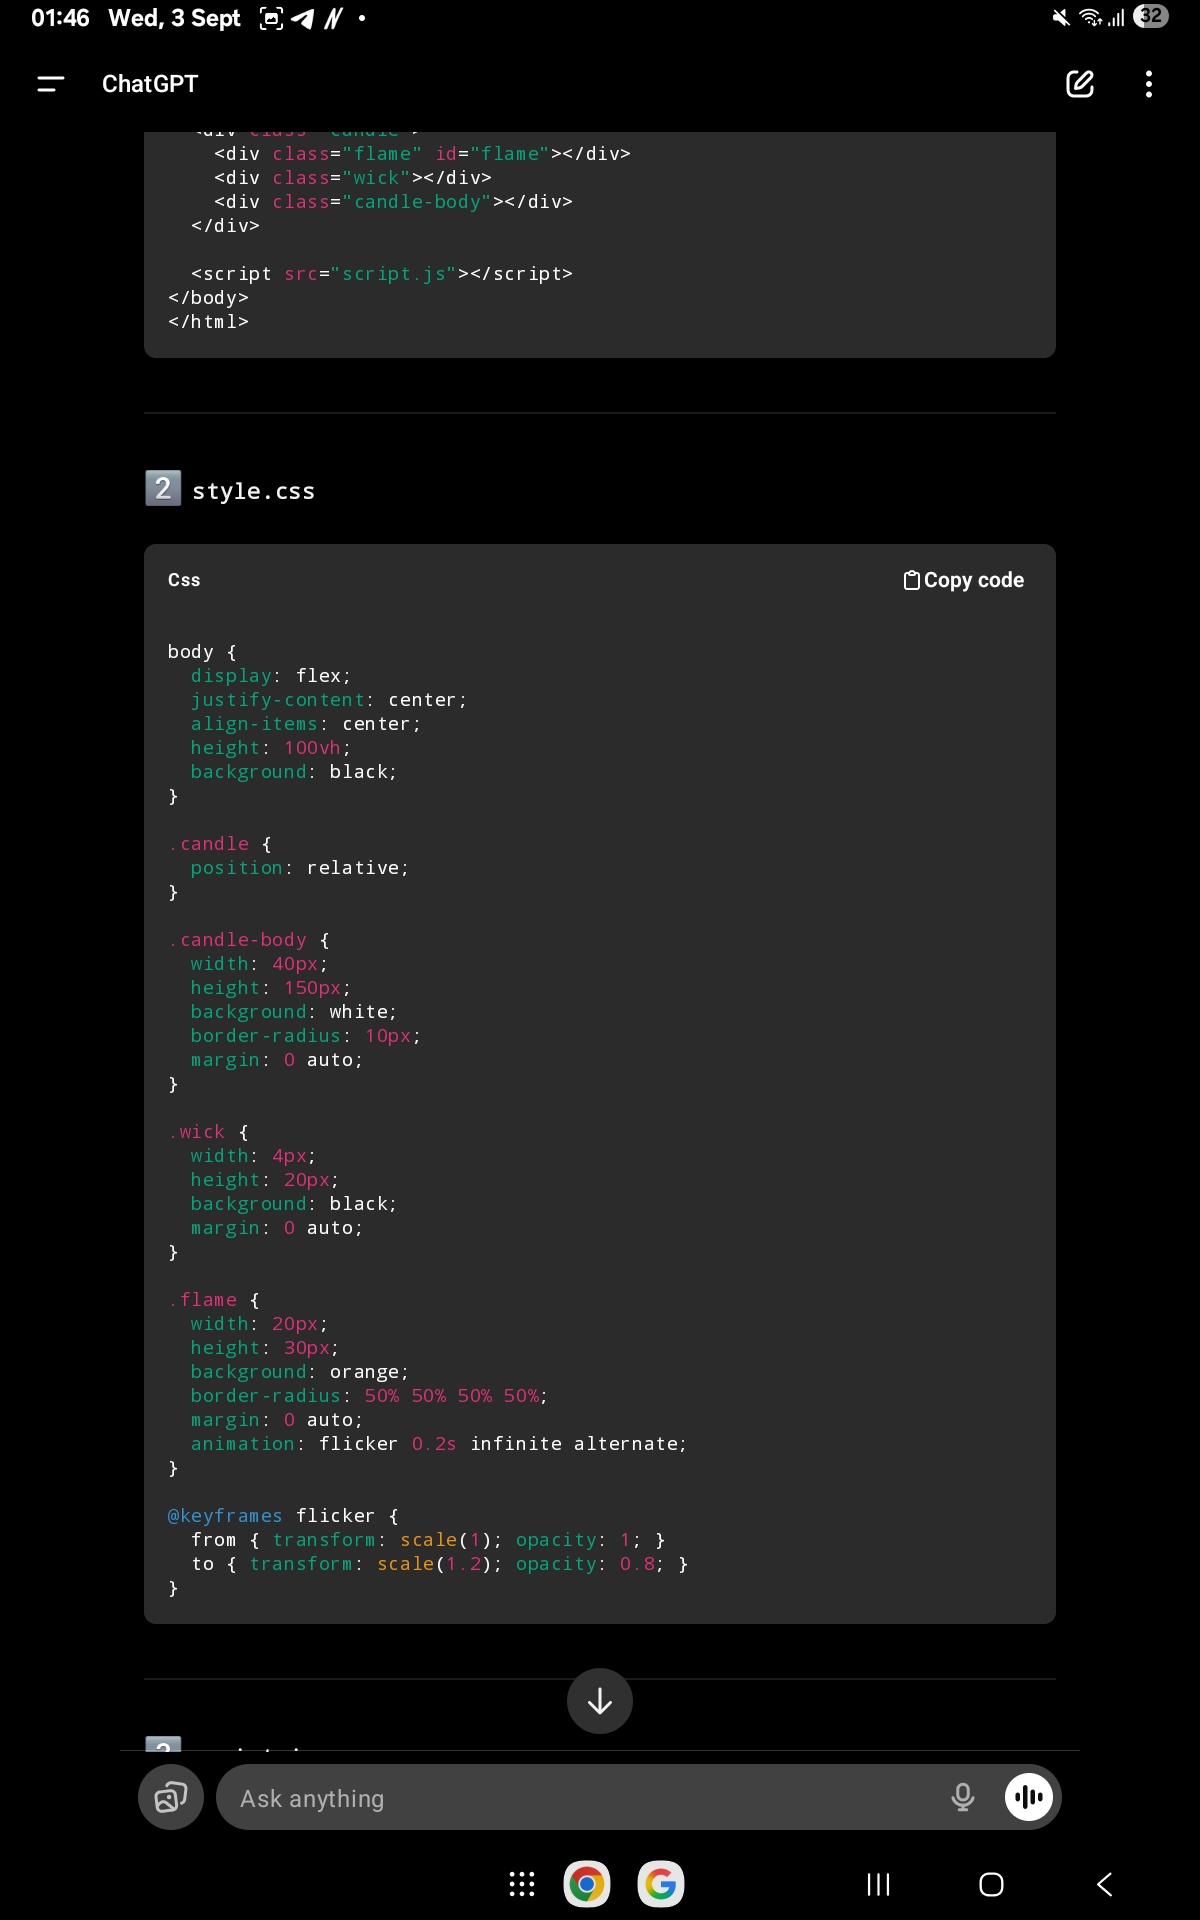 01:46 Wed, 3 Sept
32
ChatGPT
<div class="candle">
    <div class="flame" id="flame"></div>
    <div class="wick"></div>
    <div class="candle-body"></div>
  </div>
  <script src="script.js"></script>
</body>
</html>
2 style.css
Css
Copy code
body {
  display: flex;
  justify-content: center;
  align-items: center;
  height: 100vh;
  background: black;
}
.candle {
  position: relative;
}
.candle-body {
  width: 40px;
  height: 150px;
  background: white;
  border-radius: 10px;
  margin: 0 auto;
}
.wick {
  width: 4px;
  height: 20px;
  background: black;
  margin: 0 auto;
}
.flame {
  width: 20px;
  height: 30px;
  background: orange;
  border-radius: 50% 50% 50% 50%;
  margin: 0 auto;
  animation: flicker 0.2s infinite alternate;
}
@keyframes flicker {
  from { transform: scale(1); opacity: 1; }
  to { transform: scale(1.2); opacity: 0.8; }
}
Ask anything